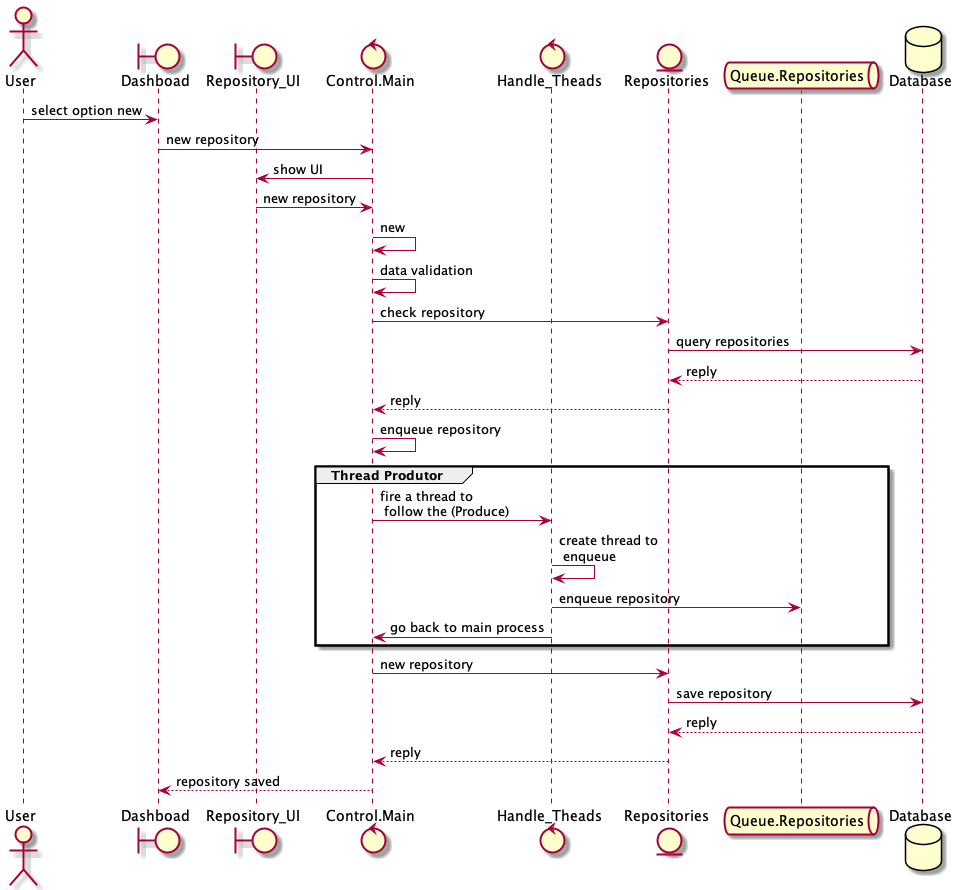 User
Dashboad
Repository_UI
Control.Main
Handle_Theads
Repositories
Queue.Repositories
Database
select option new
new repository
show UI
new repository
new
data validation
check repository
query repositories
reply
reply
enqueue repository
Thread Produtor
fire a thread to
follow the (Produce)
create thread to
enqueue
enqueue repository
go back to main process
new repository
save repository
reply
reply
repository saved
User
Dashboad
Repository_UI
Control.Main
Handle_Theads
Repositories
Queue.Repositories
Database